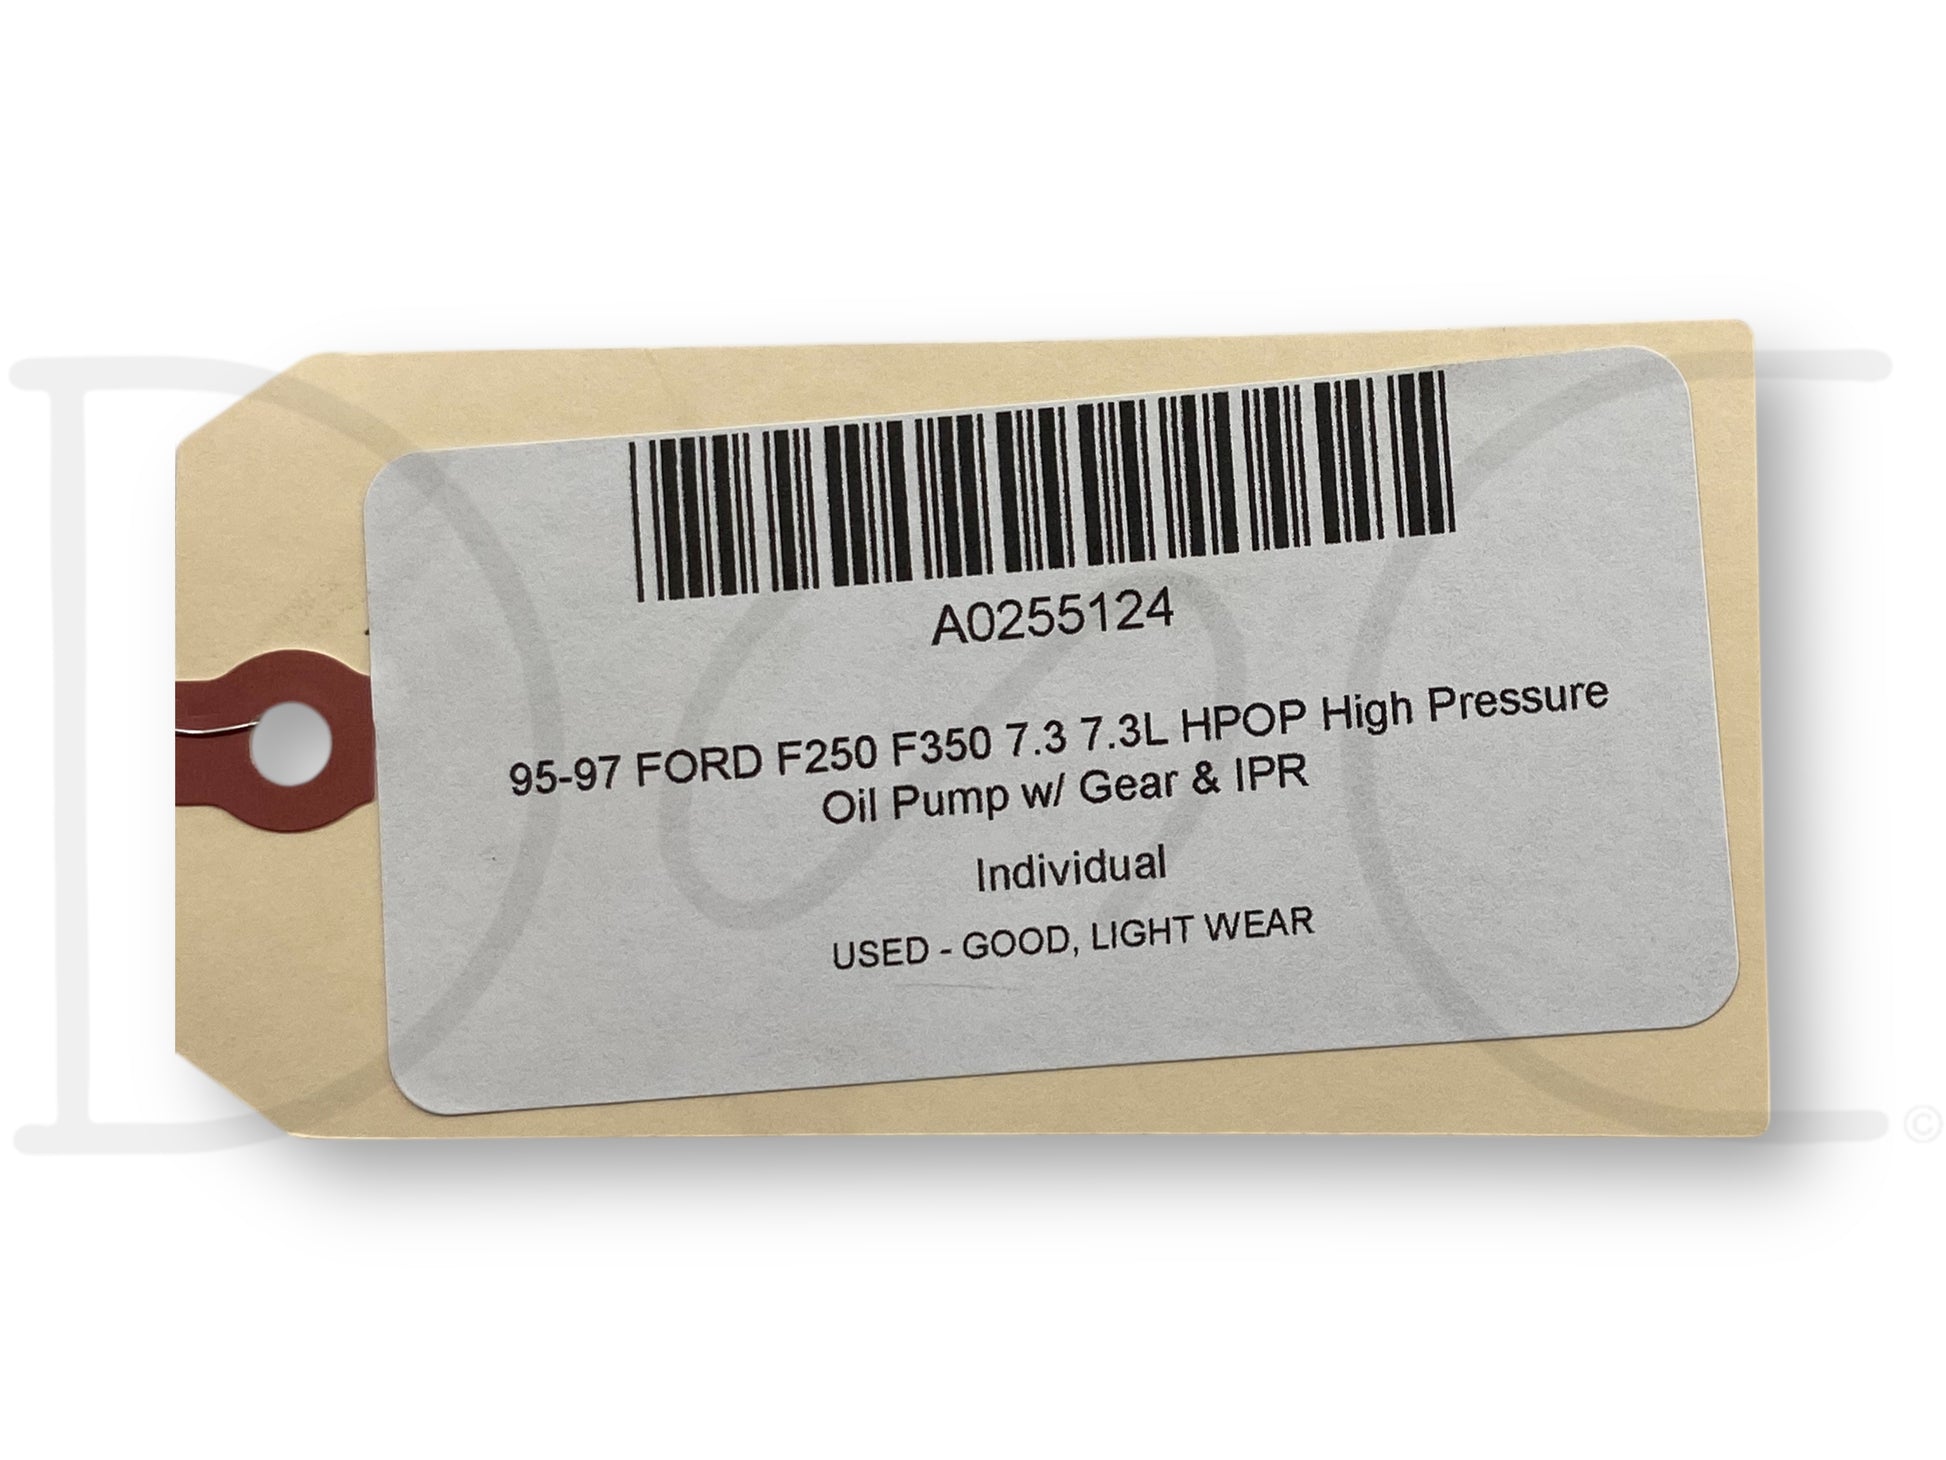 A0255124
95-97 FORD F250 F350 7.3 7.3L HPOP High Pressure
Oil Pump w/ Gear & IPR
Individual
USED - GOOD, LIGHT WEAR
©